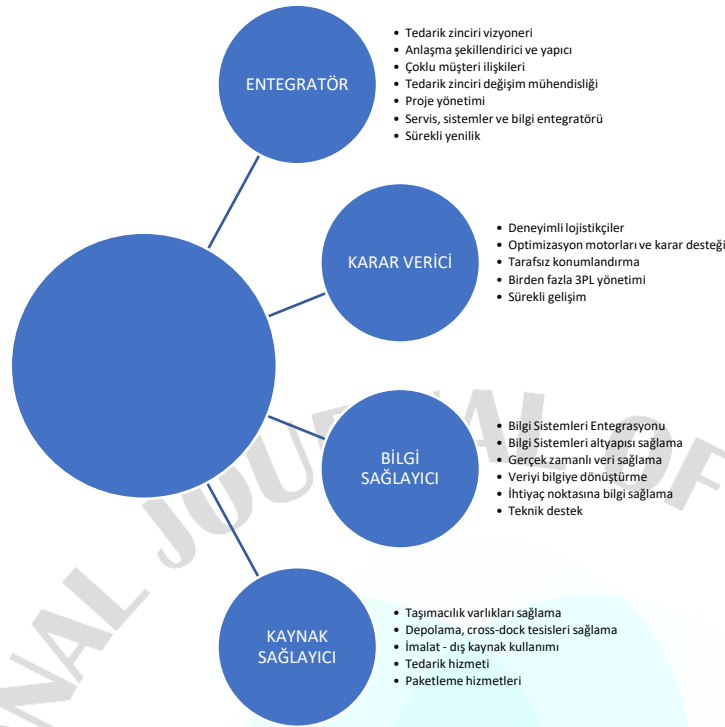 ENTEGRATÖR
• Tedarik zinciri vizyoneri
• Anlaşma şekillendirici ve yapıcı
• Çoklu müşteri ilişkileri
• Tedarik zinciri değişim mühendisliği
• Proje yönetimi
• Servis, sistemler ve bilgi entegratörü
• Sürekli yenilik
KARAR VERİCİ
• Deneyimli lojistikçiler
• Optimizasyon motorları ve karar desteği
• Tarafsız konumlandırma
• Birden fazla 3PL yönetimi
• Sürekli gelişim
BİLGİ
SAĞLAYICI
• Bilgi Sistemleri Entegrasyonu
• Bilgi Sistemleri altyapısı sağlama
• Gerçek zamanlı veri sağlama
• Veriyi bilgiye dönüştürme
• İhtiyaç noktasına bilgi sağlama
• Teknik destek
KAYNAK
SAĞLAYICI
• Taşımacılık varlıkları sağlama
• Depolama, cross-dock tesisleri sağlama
• İmalat - dış kaynak kullanımı
• Tedarik hizmeti
• Paketleme hizmetleri
NAL JOURNAL OF